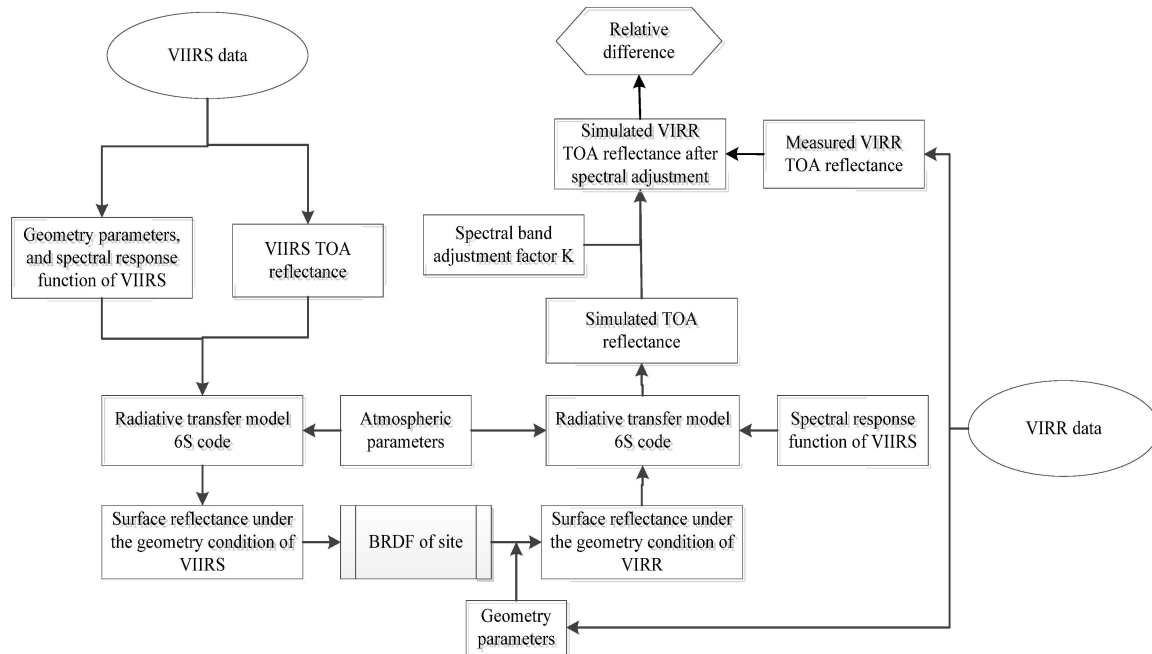 VIIRS data
Relative
difference
Simulated VIRR
TOA reflectance after
spectral adjustment
Measured VIRR
TOA reflectance
Geometry parameters,
and spectral response
function of VIIRS
VIIRS TOA
reflectance
Spectral band
adjustment factor K
Simulated TOA
reflectance
Radiative transfer model
6S code
Atmospheric
parameters
Radiative transfer model
6S code
Spectral response
function of VIIRS
VIRR data
Surface reflectance under
the geometry condition of
VIIRS
BRDF of site
Surface reflectance under
the geometry condition of
VIRR
Geometry
parameters